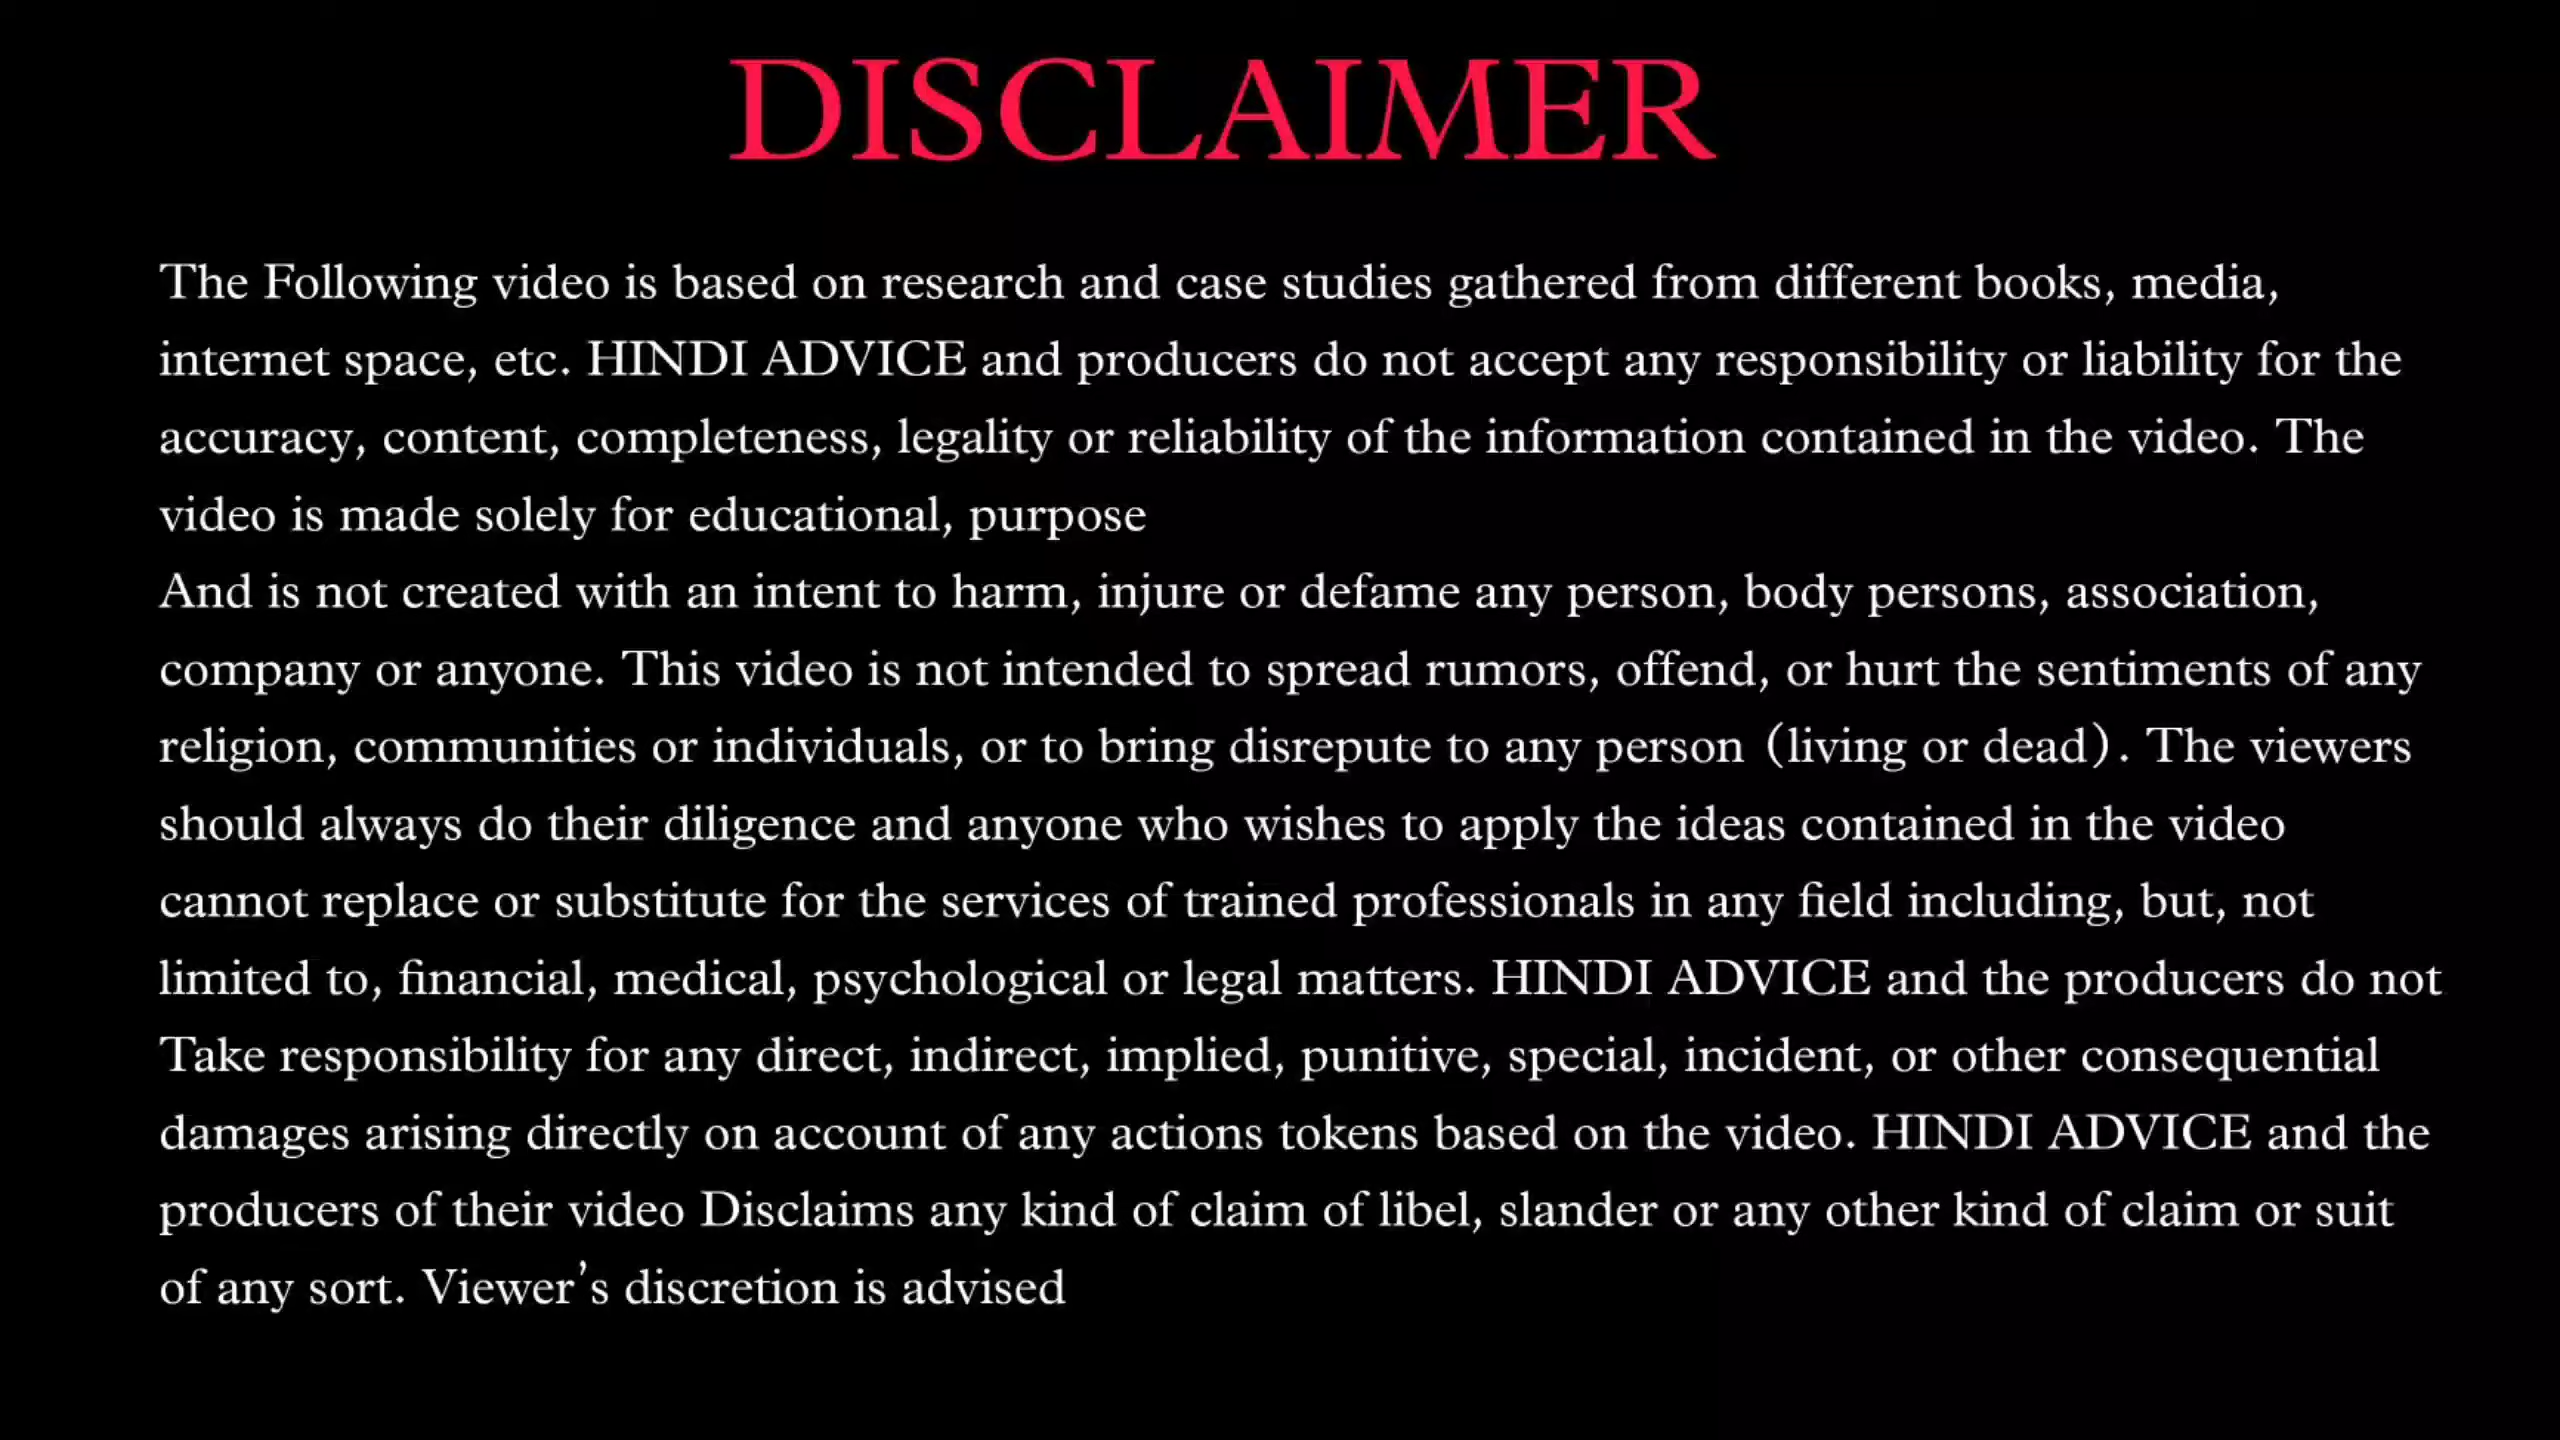 DISCLAIMER
The Following video is based on research and case studies gathered from different books, media,
internet space, etc. HINDI ADVICE and producers do not accept any responsibility or liability for the
accuracy, content, completeness, legality or reliability of the information contained in the video. The
video is made solely for educational, purpose
And is not created with an intent to harm, injure or defame any person, body persons, association,
company or anyone. This video is not intended to spread rumors, offend, or hurt the sentiments of any
religion, communities or individuals, or to bring disrepute to any person (living or dead). The viewers
should always do their diligence and anyone who wishes to apply the ideas contained in the video
cannot replace or substitute for the services of trained professionals in any field including, but, not
limited to, financial, medical, psychological or legal matters. HINDI ADVICE and the producers do not
Take responsibility for any direct, indirect, implied, punitive, special, incident, or other consequential
damages arising directly on account of any actions tokens based on the video. HINDI ADVICE and the
producers of their video Disclaims any kind of claim of libel, slander or any other kind of claim or suit
of any sort. Viewer’s discretion is advised